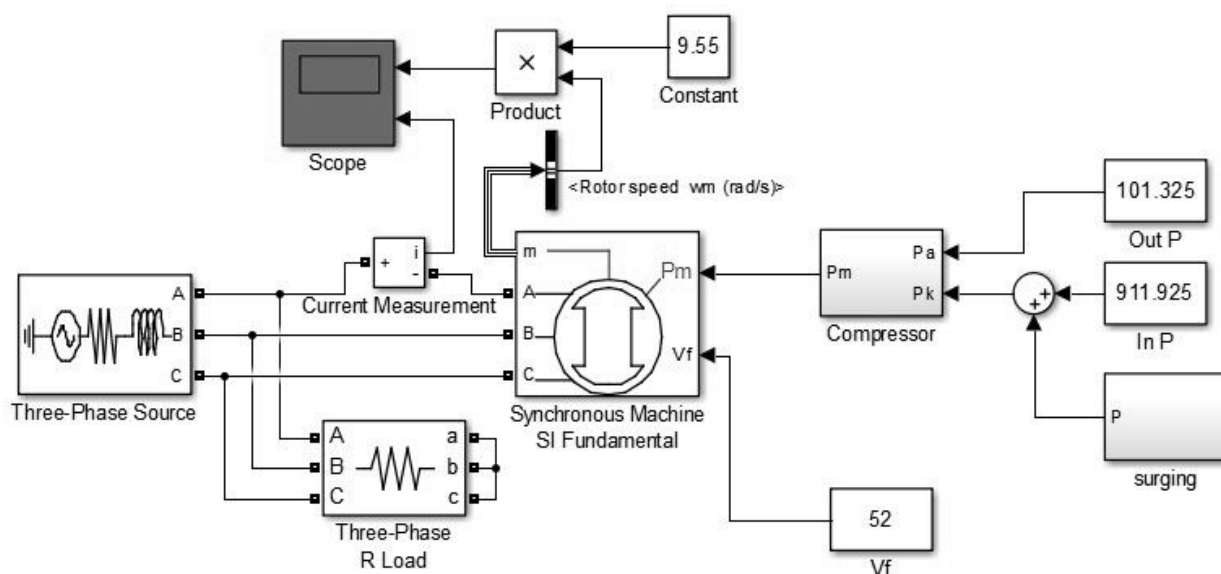 9.55
Constant
×
Product
Scope
<Rotor speed wm (rad/s)>
101.325
Out P
i
+
-
Current Measurement
m
Pm
A
B
C
Vf
Synchronous Machine
SI Fundamental
Pm
Pa
Pk
Compressor
+
+
911.925
In P
A
B
C
Three-Phase Source
A
B
C
a
b
c
Three-Phase
R Load
P
surging
52
Vf